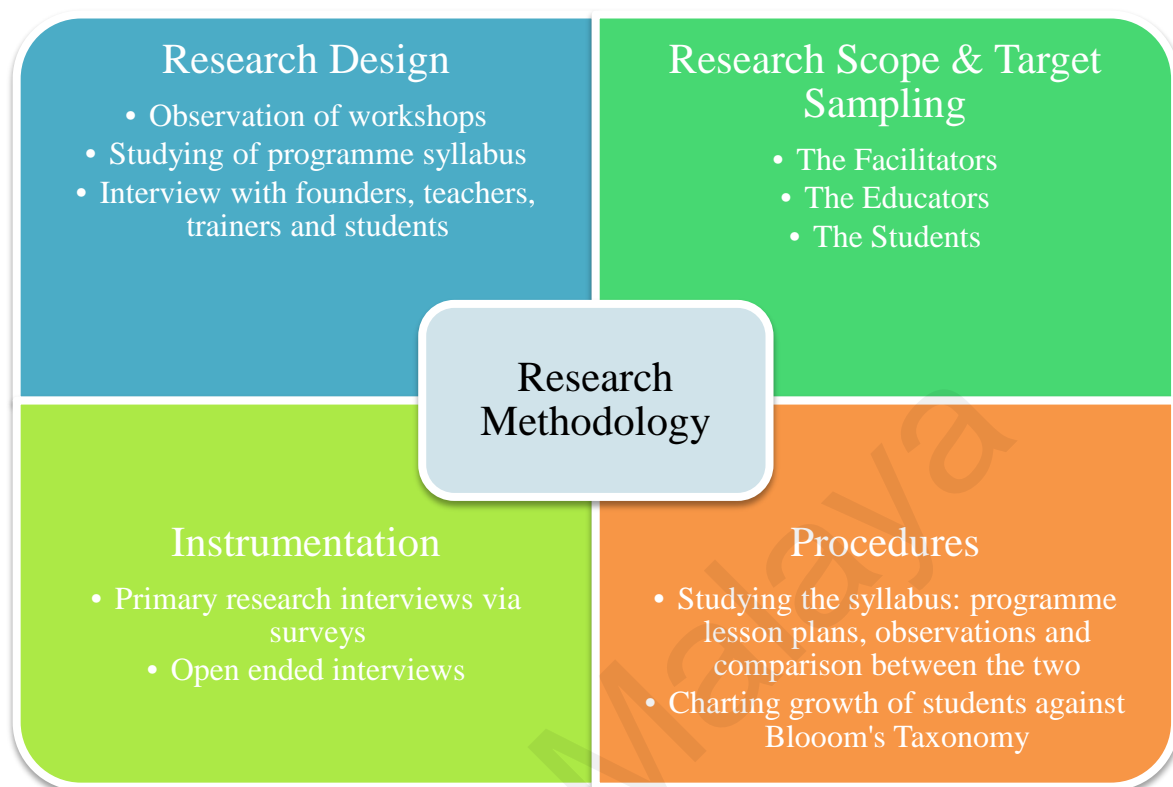 Research Design
• Observation of workshops
• Studying of programme syllabus
• Interview with founders, teachers,
trainers and students
Research Scope & Target
Sampling
• The Facilitators
• The Educators
• The Students
Research
Methodology
Instrumentation
• Primary research interviews via
surveys
• Open ended interviews
Procedures
• Studying the syllabus: programme
lesson plans, observations and
comparison between the two
• Charting growth of students against
Blooom's Taxonomy
Malaya